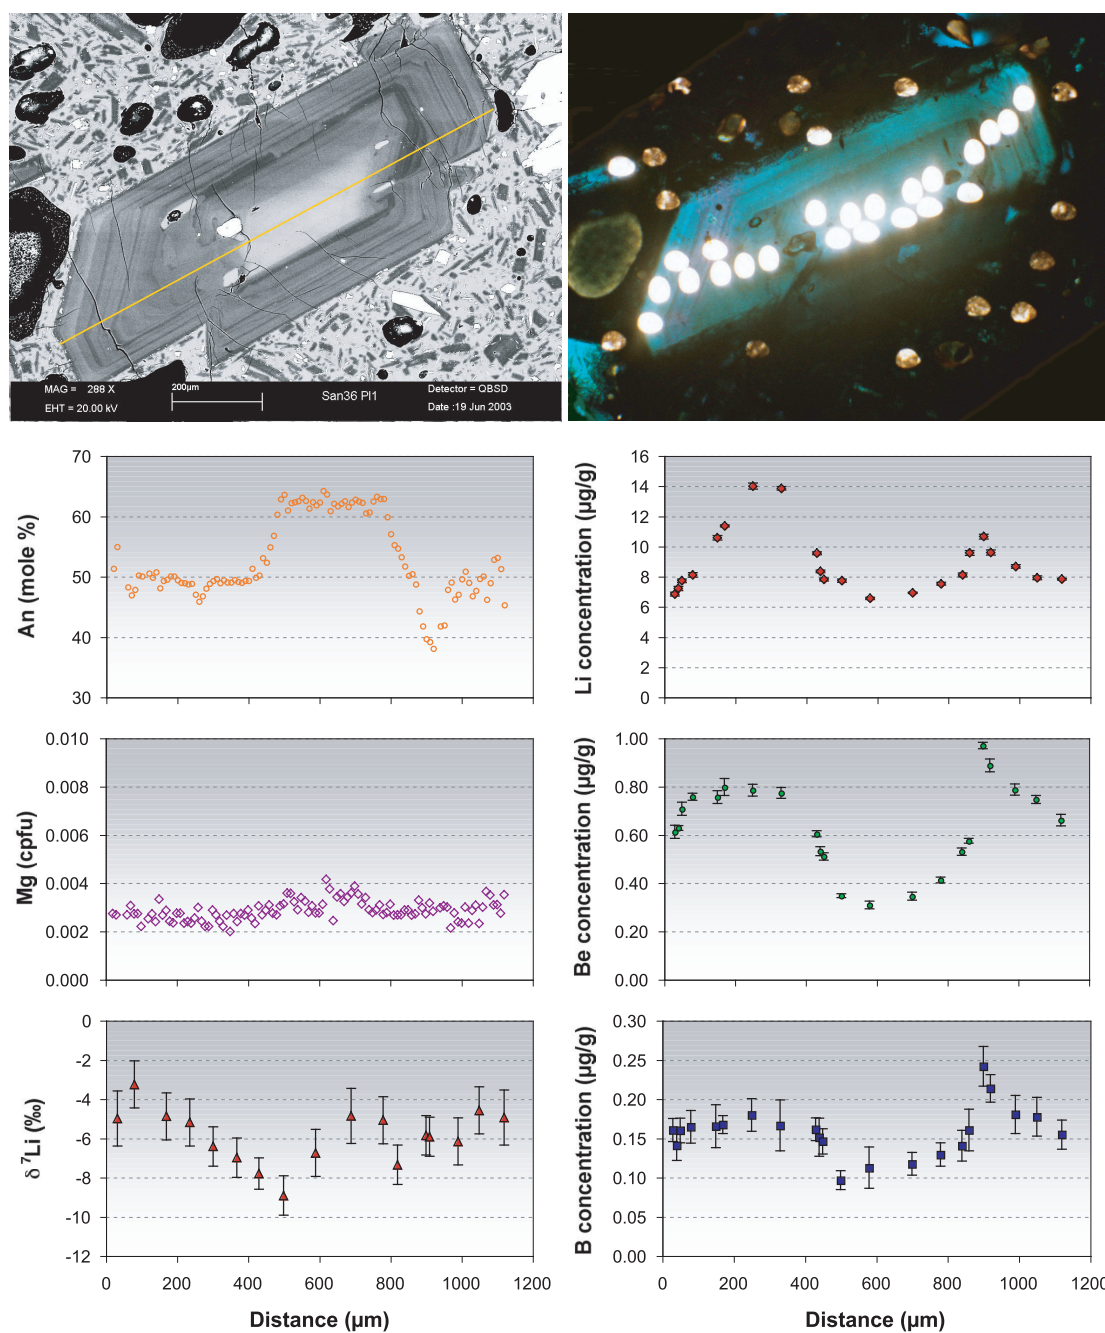 MAG = 288 X
200µm
Detector = QBSD
San36 Pl1
EHT = 20.00 kV
Date :19 Jun 2003
An (mole %)
70
60
50
40
30
Li concentration (µg/g)
16
14
12
10
8
6
4
2
0
Mg (cpfu)
0.010
0.008
0.006
0.004
0.002
0.000
Be concentration (µg/g)
1.00
0.80
0.60
0.40
0.20
0.00
δ 7Li (‰)
0
-2
-4
-6
-8
-10
-12
0 200 400 600 800 1000 1200
Distance (µm)
B concentration (µg/g)
0.30
0.25
0.20
0.15
0.10
0.05
0.00
0 200 400 600 800 1000 1200
Distance (µm)